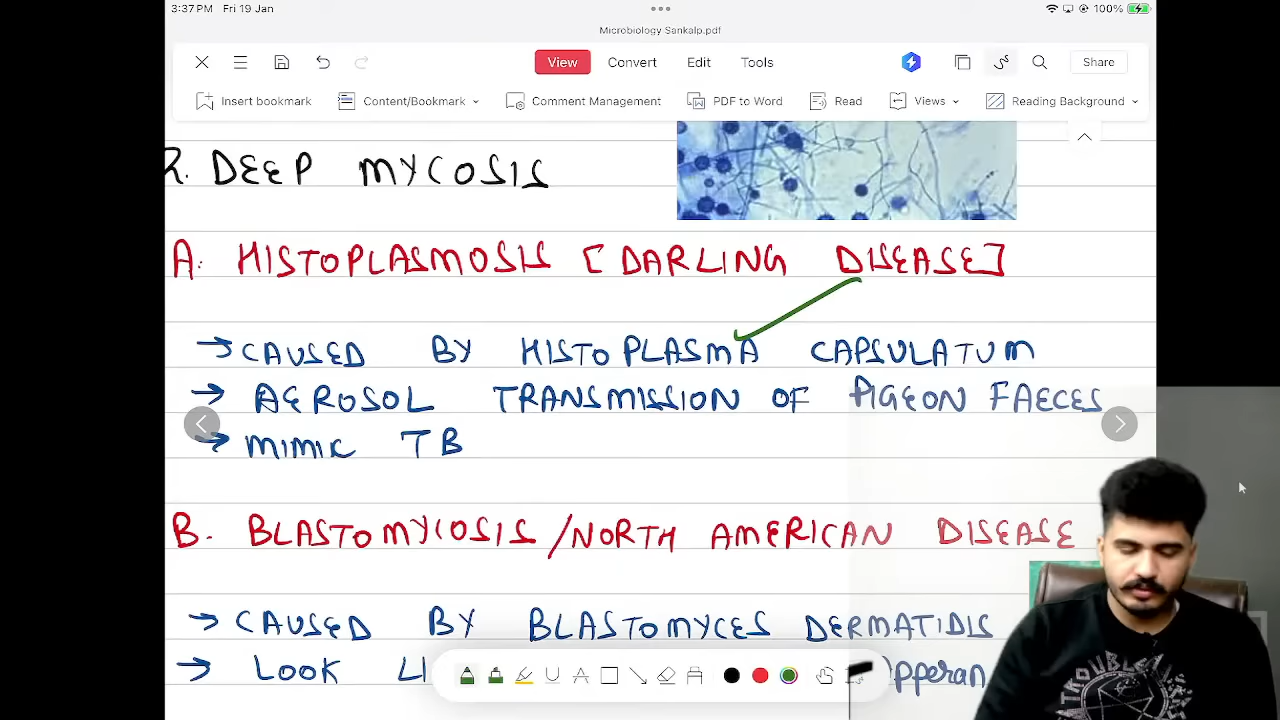 3:37 PM Fri 19 Jan
100%
Microbiology Sankalp.pdf
View Convert Edit Tools Share
Insert bookmark Content/Bookmark Comment Management PDF to Word Read Views Reading Background
2. DEEP MYCOSIS
A. HISTOPLASMOSIS [DARLING DISEASE]
→ CAUSED BY HISTOPLASMA CAPSULATUM
→ AEROSOL TRANSMISSION OF PIGEON FAECES
→ MIMIC TB
B. BLASTOMYCOSIS / NORTH AMERICAN DISEASE
→ CAUSED BY BLASTOMYCES DERMATIDIS
→ LOOK